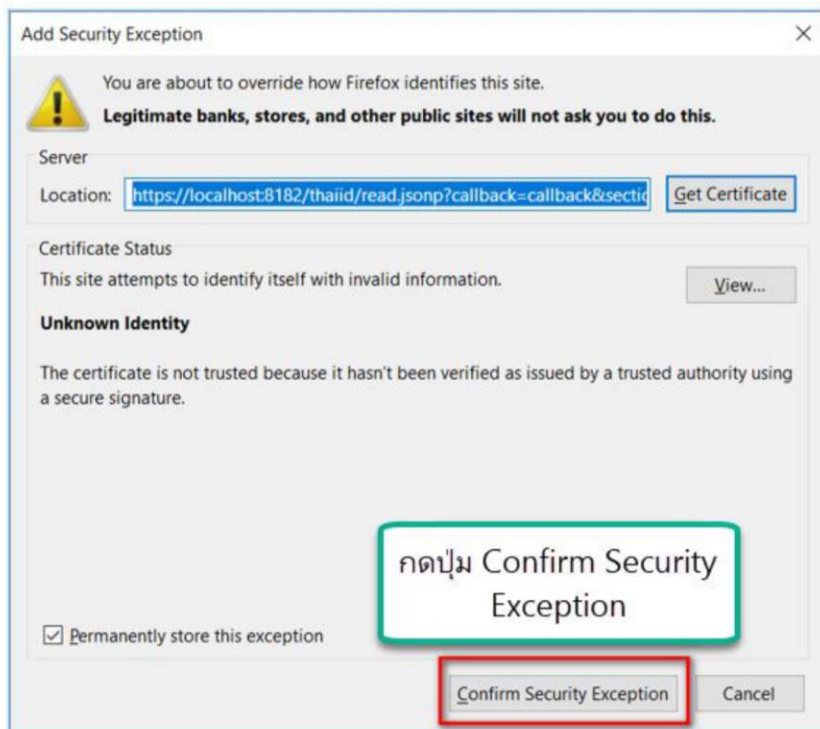 Add Security Exception
You are about to override how Firefox identifies this site.
Legitimate banks, stores, and other public sites will not ask you to do this.
Server
Location: https://localhost:8182/thaiid/read.jsonp?callback=callback&sectic Get Certificate
Certificate Status
This site attempts to identify itself with invalid information.
View...
Unknown Identity
The certificate is not trusted because it hasn't been verified as issued by a trusted authority using
a secure signature.
กดปุ่ม Confirm Security
Exception
Permanently store this exception
Confirm Security Exception Cancel